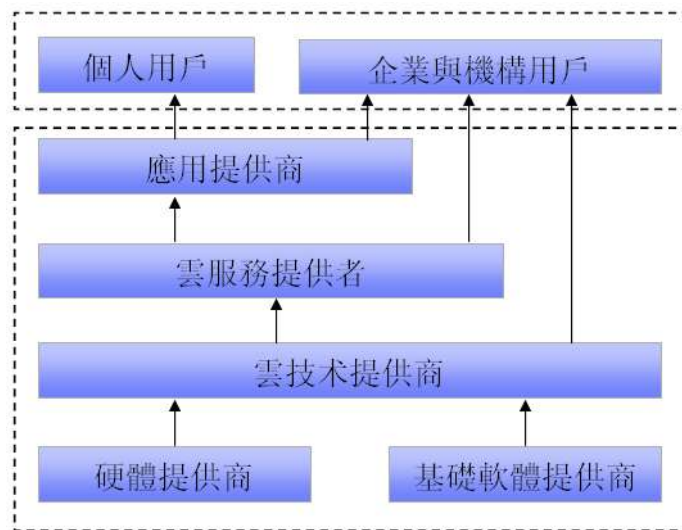 個人用戶
企業與機構用戶
應用提供商
雲服務提供者
雲技术提供商
硬體提供商
基礎軟體提供商